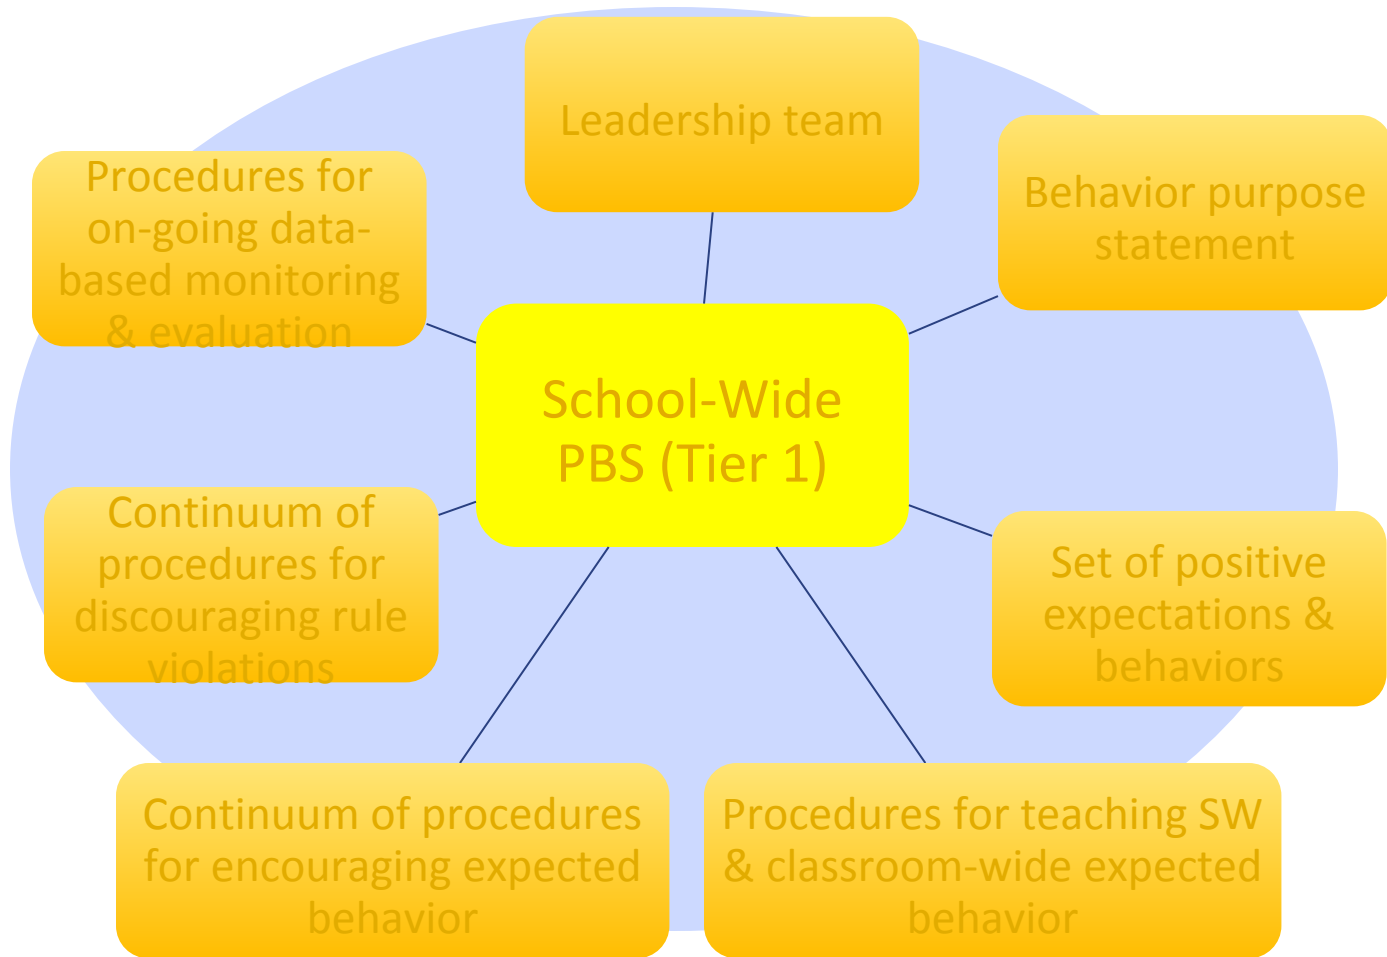 Leadership team
Behavior purpose
statement
Procedures for
on-going data-
based monitoring
& evaluation
School-Wide
PBS (Tier 1)
Continuum of
procedures for
discouraging rule
violations
Set of positive
expectations &
behaviors
Continuum of procedures
for encouraging expected
behavior
Procedures for teaching SW
& classroom-wide expected
behavior